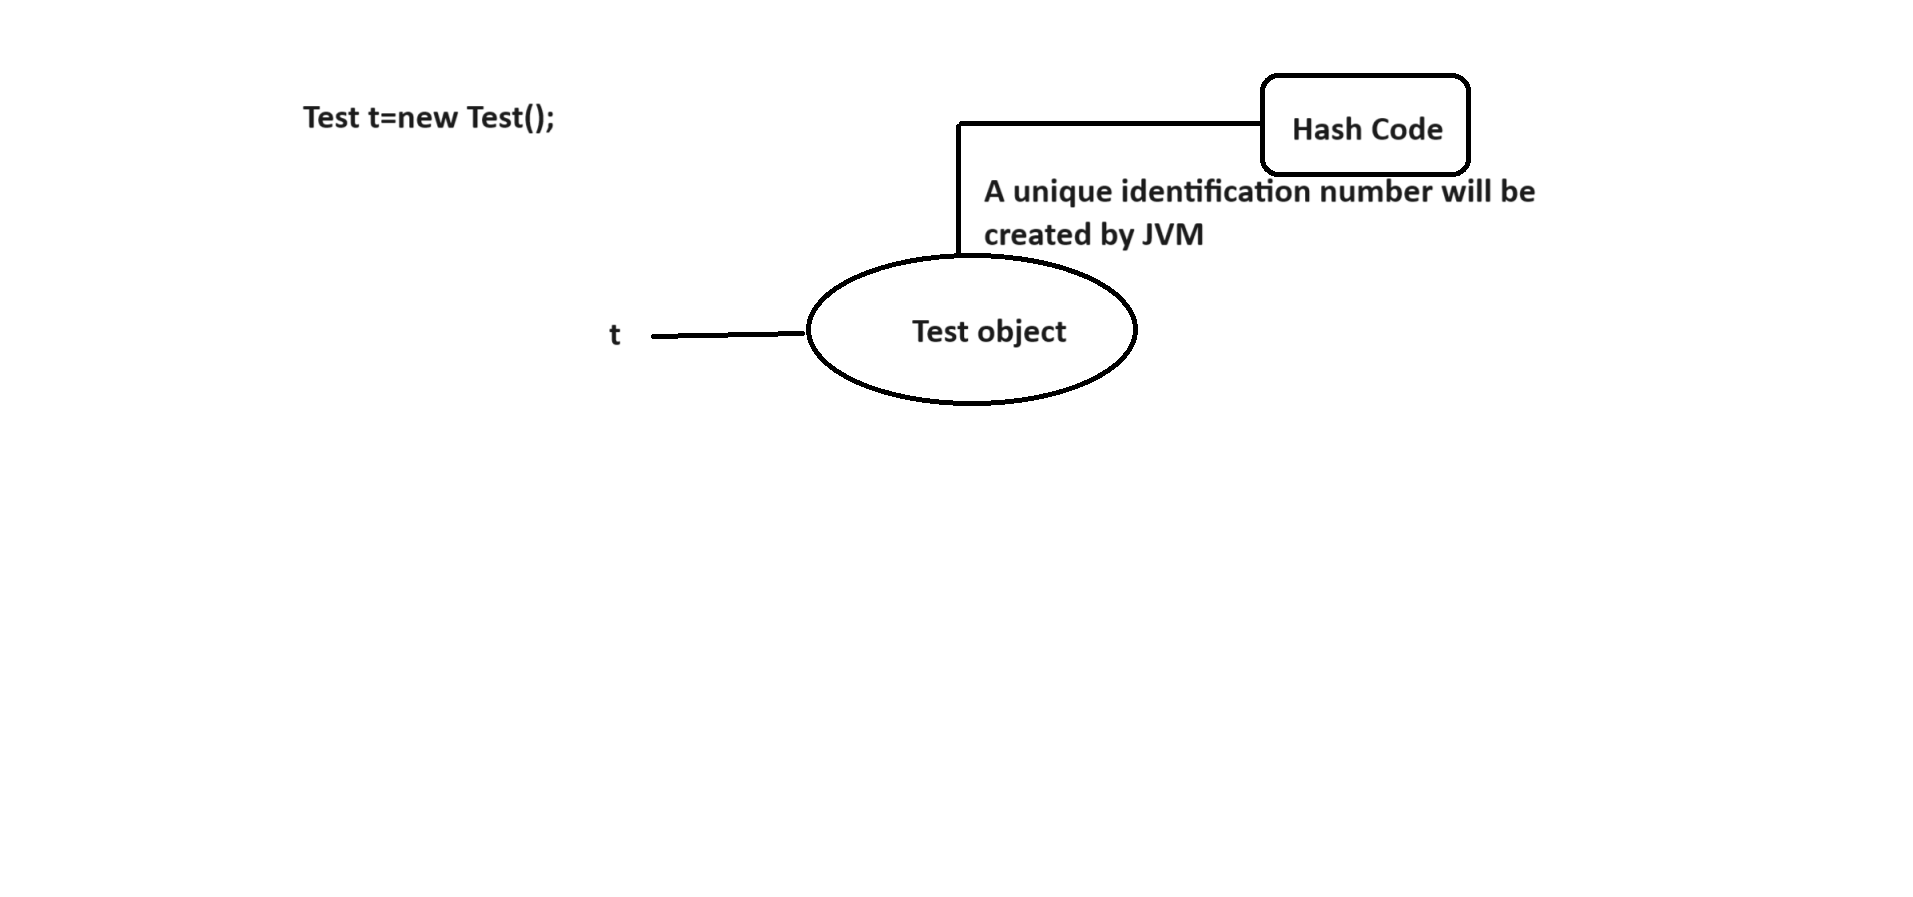 Test t=new Test();
Hash Code
A unique identification number will be
created by JVM
t
Test object